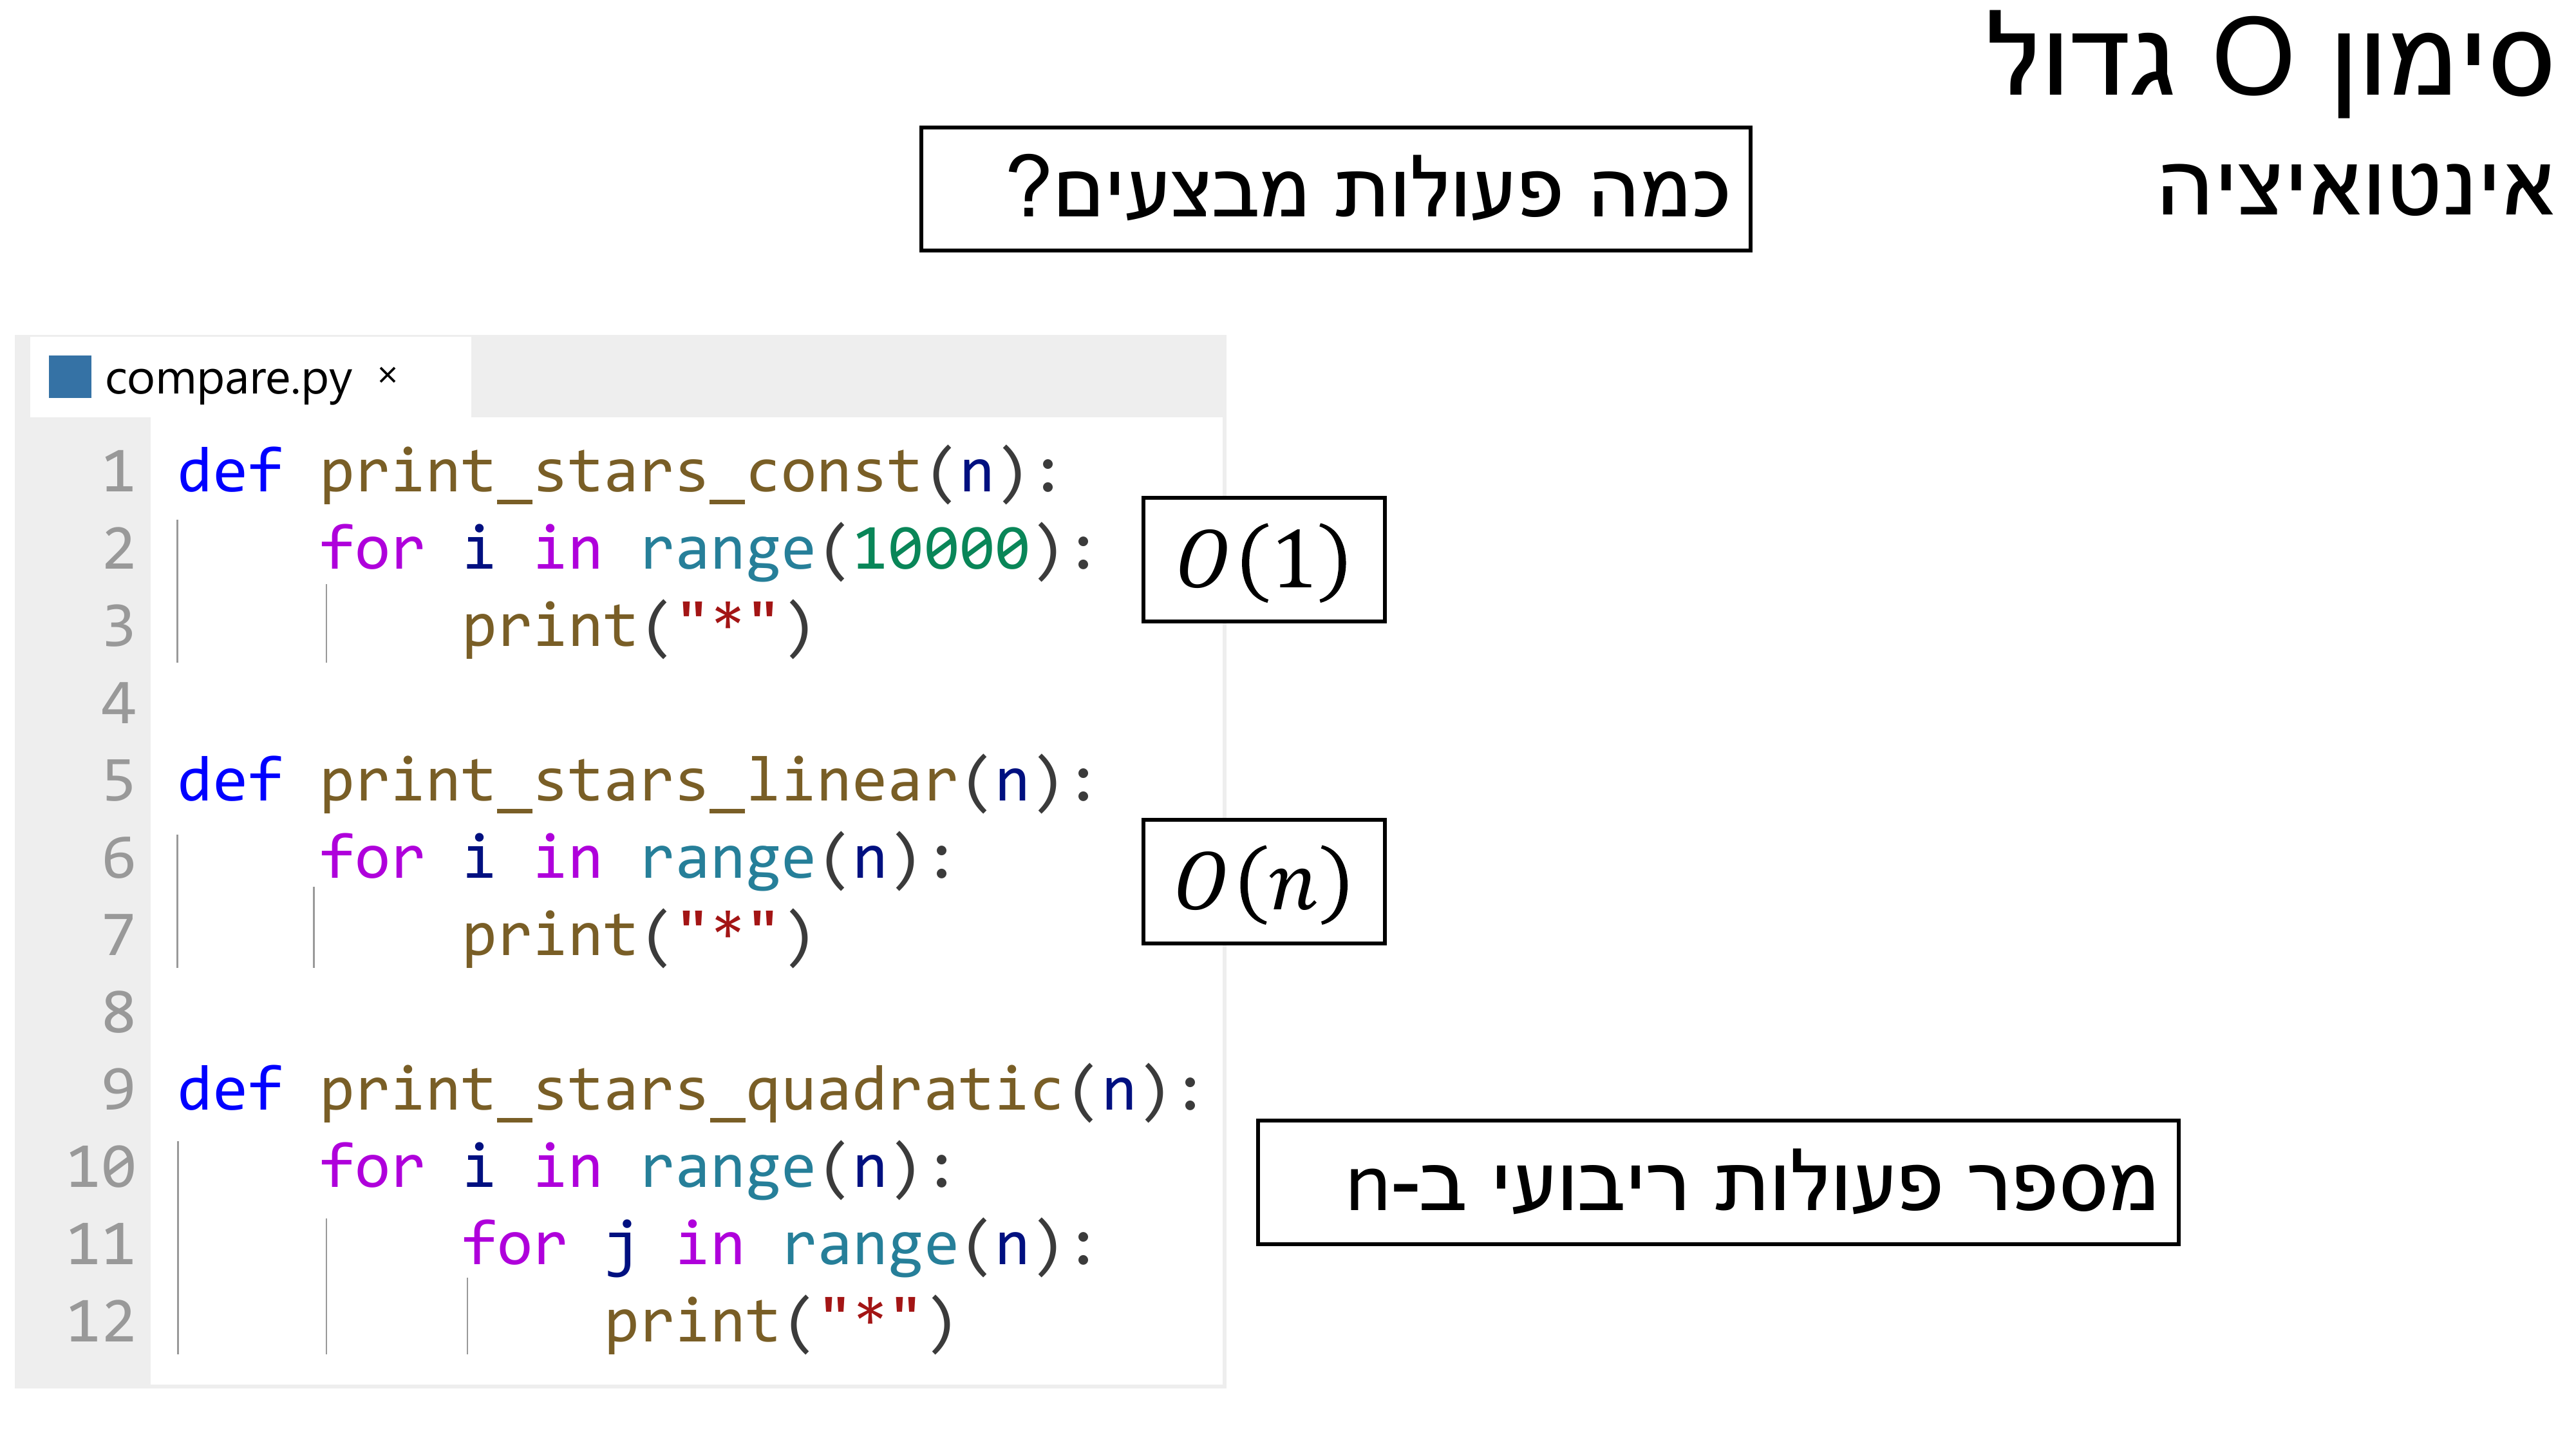 סימון O גדול
אינטואיציה
כמה פעולות מבצעים?
compare.py ×
1 def print_stars_const(n):
2     for i in range(10000):
3         print("*")
4
5 def print_stars_linear(n):
6     for i in range(n):
7         print("*")
8
9 def print_stars_quadratic(n):
10     for i in range(n):
11         for j in range(n):
12             print("*")
O(1)
O(n)
מספר פעולות ריבועי ב-n